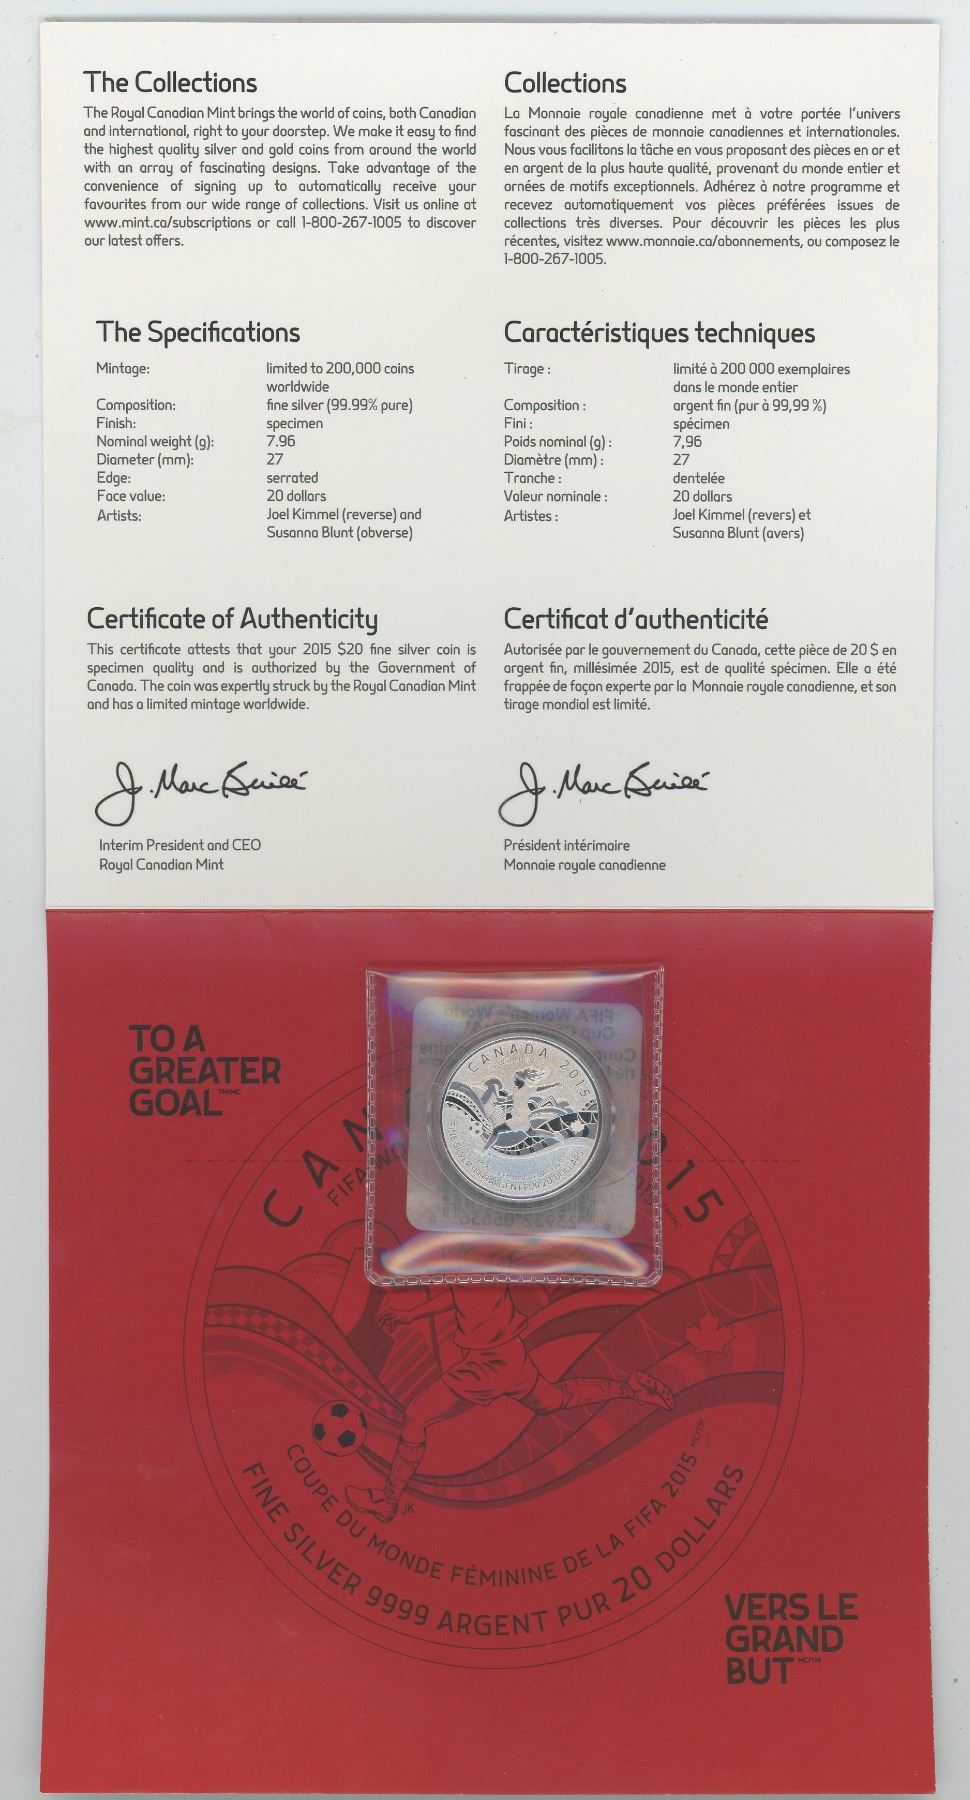 The Collections
The Royal Canadian Mint brings the world of coins, both Canadian
and international, right to your doorstep. We make it easy to find
the highest quality silver and gold coins from around the world
with an array of fascinating designs. Take advantage of the
convenience of signing up to automatically receive your
favourites from our wide range of collections. Visit us online at
www.mint.ca/subscriptions or call 1-800-267-1005 to discover
our latest offers.
Collections
La Monnaie royale canadienne met à votre portée l'univers
fascinant des pièces de monnaie canadiennes et internationales.
Nous vous facilitons la tâche en vous proposant des pièces en or et
en argent de la plus haute qualité, provenant du monde entier et
ornées de motifs exceptionnels. Adhérez à notre programme et
recevez automatiquement vos pièces préférées issues de
collections très diverses. Pour découvrir les pièces les plus
récentes, visitez www.monnaie.ca/abonnements, ou composez le
1-800-267-1005.
The Specifications
Mintage: limited to 200,000 coins
worldwide
Composition: fine silver (99.99% pure)
Finish: specimen
Nominal weight (g): 7.96
Diameter (mm): 27
Edge: serrated
Face value: 20 dollars
Artists: Joel Kimmel (reverse) and
Susanna Blunt (obverse)
Caractéristiques techniques
Tirage : limité à 200 000 exemplaires
dans le monde entier
Composition : argent fin (pur à 99,99 %)
Fini : spécimen
Poids nominal (g) : 7,96
Diamètre (mm) : 27
Tranche : dentelée
Valeur nominale : 20 dollars
Artistes : Joel Kimmel (revers) et
Susanna Blunt (avers)
Certificate of Authenticity
This certificate attests that your 2015 $20 fine silver coin is
specimen quality and is authorized by the Government of
Canada. The coin was expertly struck by the Royal Canadian Mint
and has a limited mintage worldwide.
Interim President and CEO
Royal Canadian Mint
Certificat d'authenticité
Autorisée par le gouvernement du Canada, cette pièce de 20 $ en
argent fin, millésimée 2015, est de qualité spécimen. Elle a été
frappée de façon experte par la Monnaie royale canadienne, et son
tirage mondial est limité.
Président intérimaire
Monnaie royale canadienne
TO A
GREATER
GOAL TM/MC
CANADA 2015
FINE SILVER 9999 ARGENT PUR 20 DOLLARS
JK
COUPE DU MONDE FÉMININE DE LA FIFA 2015 MC/TM
FINE SILVER 9999 ARGENT PUR 20 DOLLARS
VERS LE
GRAND
BUT MC/TM